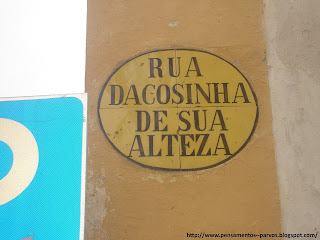 RUA
DACOSINHA
DE SUA
ALTEZA
http://www.pensamentos-parvos.blogspot.com/